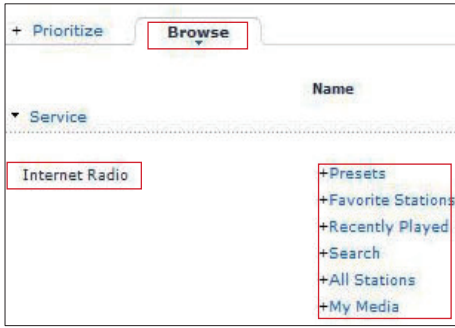 + Prioritize Browse
Name
Service
Internet Radio +Presets
+Favorite Stations
+Recently Played
+Search
+All Stations
+My Media